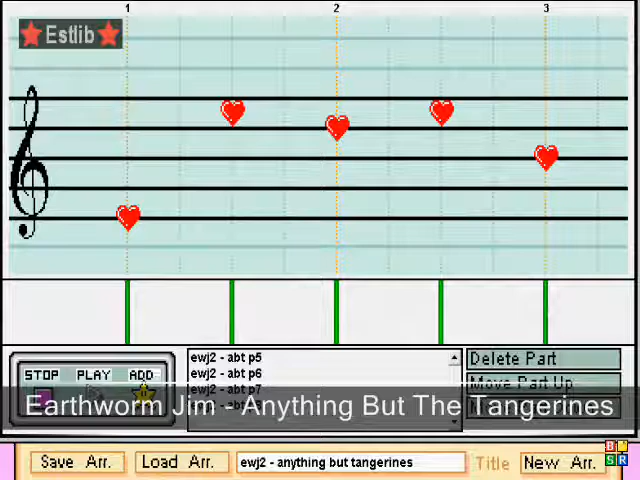 1 2 3
Estlib
ewj2 - abt p5
ewj2 - abt p6
ewj2 - abt p7
STOP PLAY ADD
Delete Part
Move Part Up
Earthworm Jim - Anything But The Tangerines
Save Arr.
Load Arr.
ewj2 - anything but tangerines
Title
New Arr.
B
S R